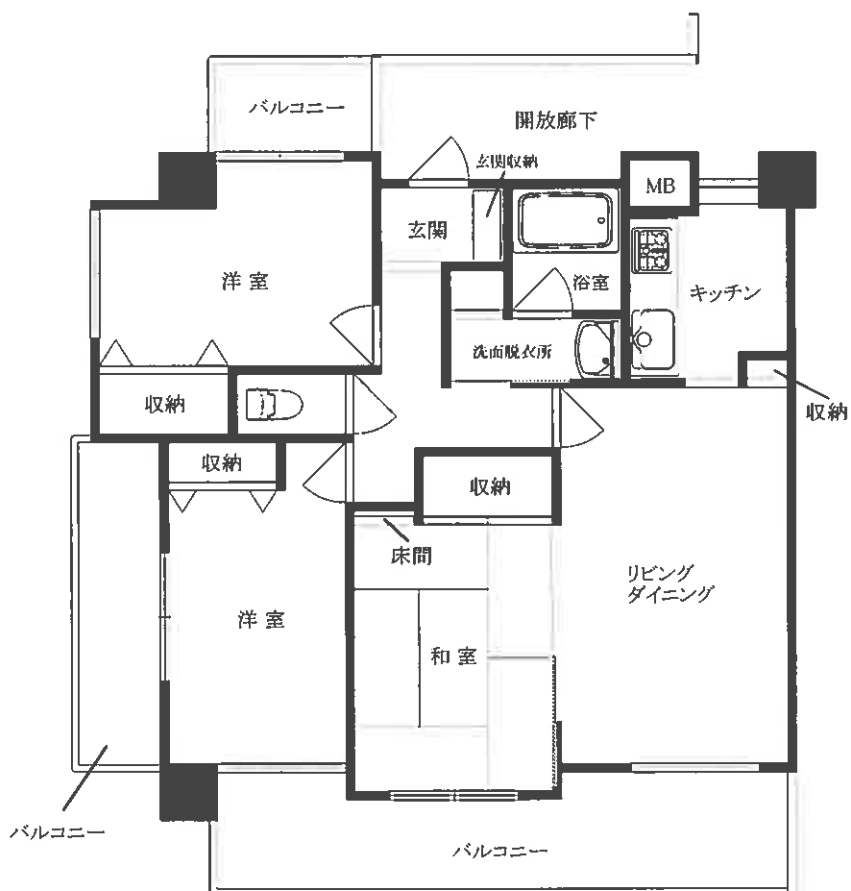 バルコニー
開放廊下
玄関収納
MB
玄関
浴室
洋室
キッチン
洗面脱衣所
収納
収納
収納
収納
床間
リビング
ダイニング
洋室
和室
バルコニー
バルコニー